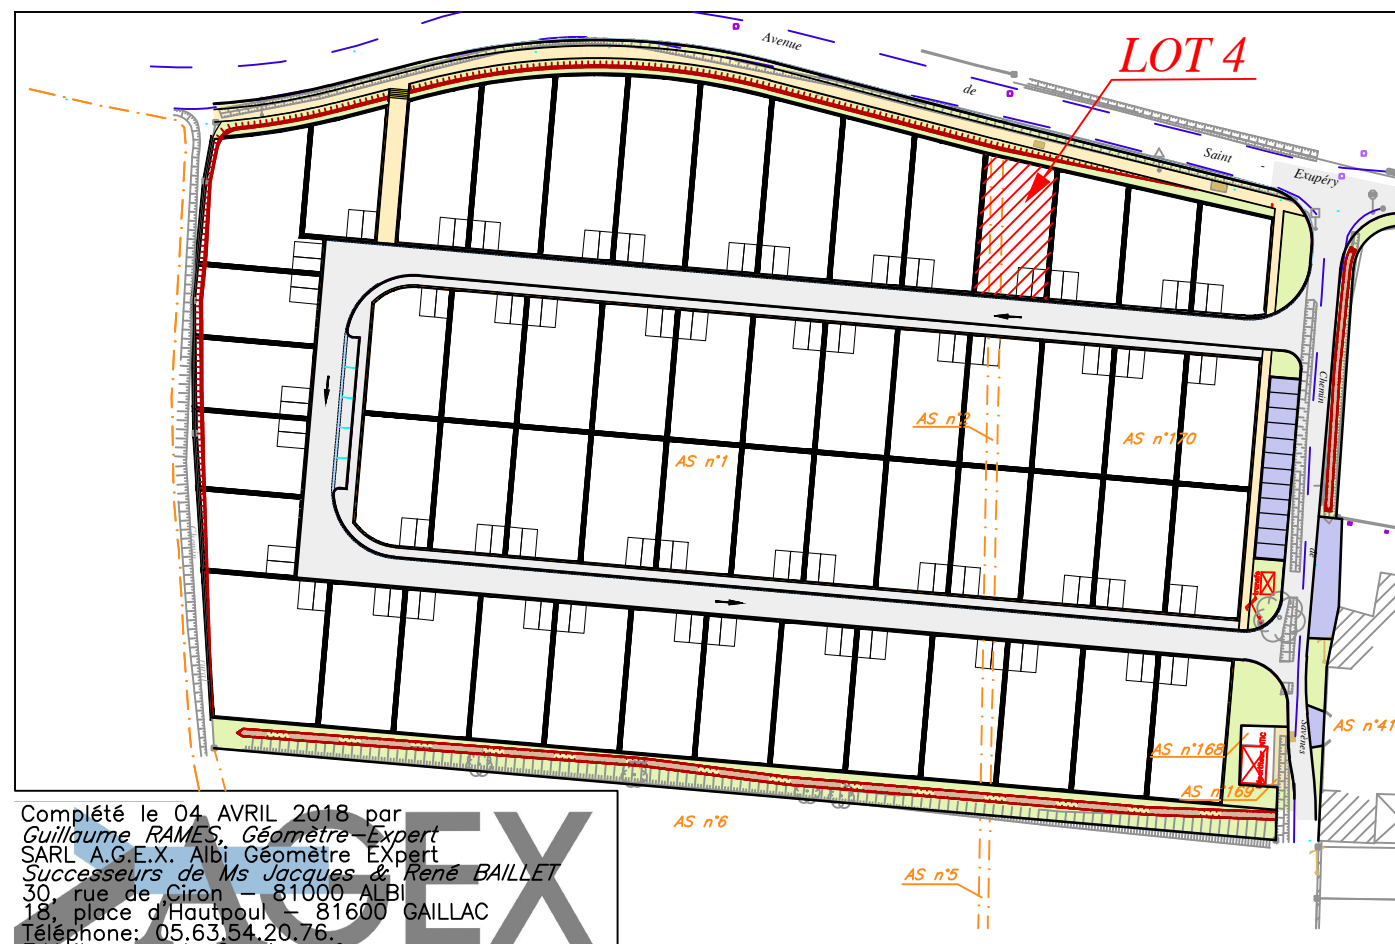 Avenue
de
Saint - Exupéry
LOT 4
Chemin
de
Savènes
AS n°2
AS n°170
AS n°1
AS n°168
AS n°169
AS n°41
AS n°6
AS n°5
Complété le 04 AVRIL 2018 par
Guillaume RAMES, Géomètre-Expert
SARL A.G.E.X. Albi Géomètre EXpert
Successeurs de Ms Jacques & René BAILLET
30, rue de Ciron - 81000 ALBI
18, place d'Hautpoul - 81600 GAILLAC
Téléphone: 05.63.54.20.76.
AGEX